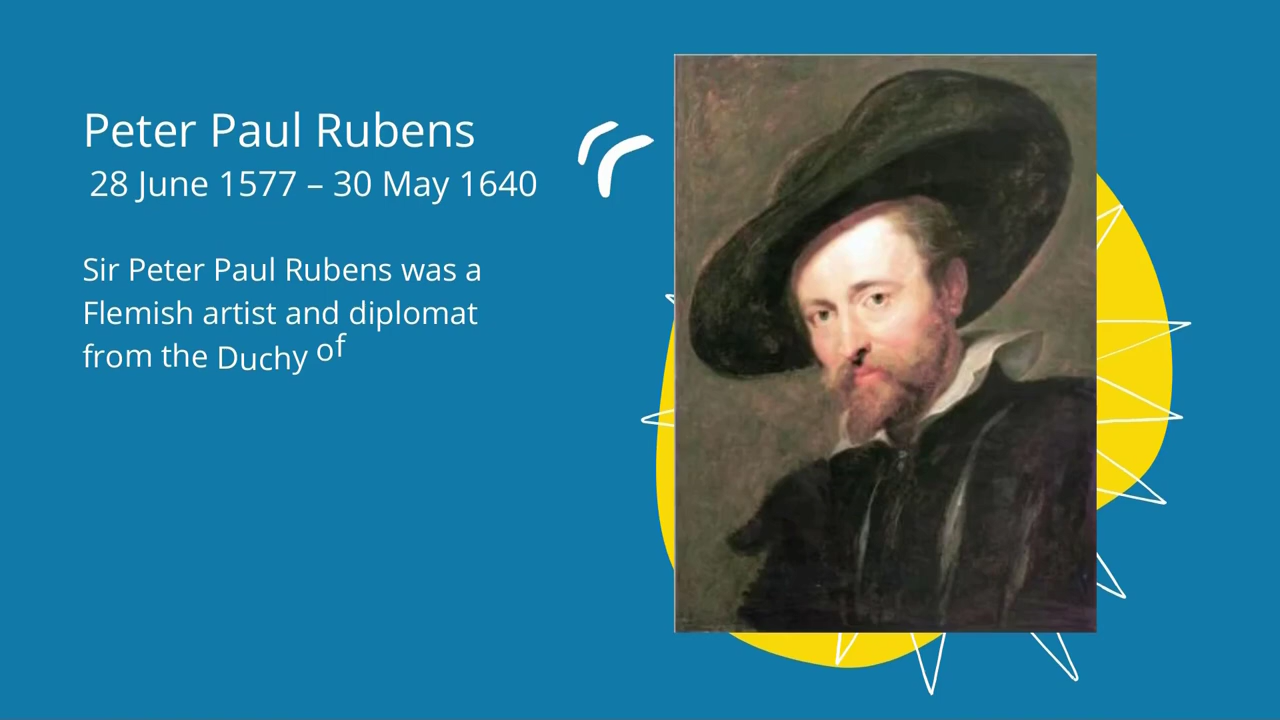 Peter Paul Rubens
28 June 1577 – 30 May 1640
Sir Peter Paul Rubens was a
Flemish artist and diplomat
from the Duchy of